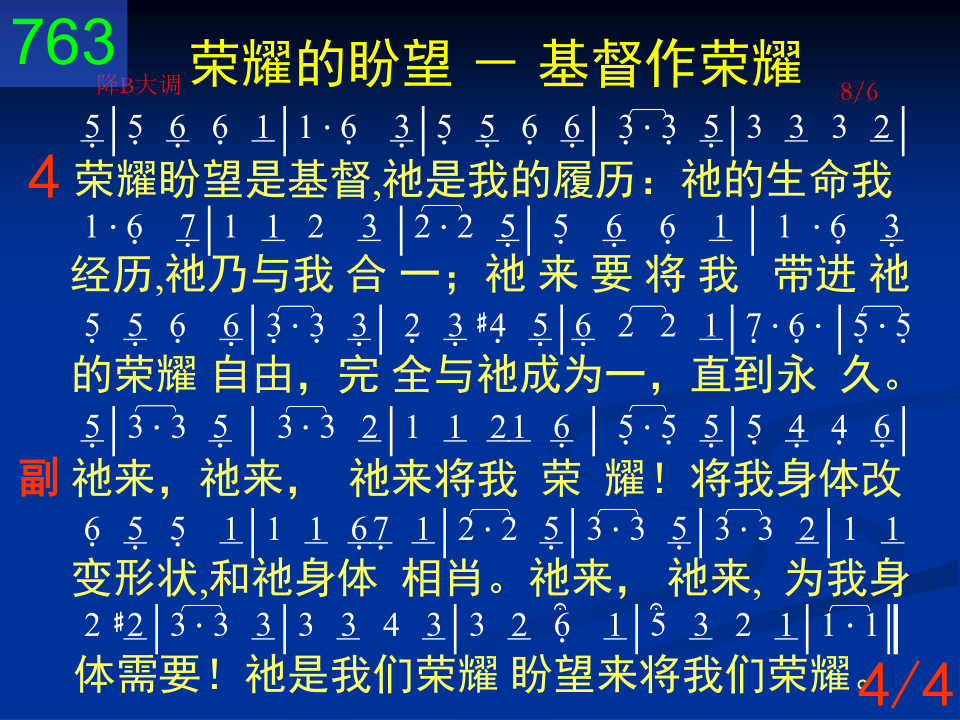 763
荣耀的盼望 － 基督作荣耀
降B大调
8/6
5̣|5̣ 6̣ 6̣ 1|1·6̣ 3̣|5̣ 5̣ 6̣ 6̣|3̣·3̣ 5̣|3 3 3 2|
4 荣耀盼望是基督,祂是我的履历：祂的生命我
1·6̣ 7̣|1 1 2 3|2·2 5̣|5̣ 6̣ 6̣ 1|1·6̣ 3̣
经历,祂乃与我 合 一；祂 来 要 将 我 带进 祂
5̣ 5̣ 6̣ 6̣|3̣·3̣ 3̣|2̣ 3̣ #4̣ 5̣|6̣ 2 2 1|7̣·6̣·|5̣·5̣
的荣耀 自由，完 全与祂成为一，直到永 久。
5̣|3·3 5̣|3·3 2|1 1 21 6̣|5̣·5̣ 5̣|5̣ 4̣ 4̣ 6̣|
副 祂来，祂来， 祂来将我 荣 耀！将我身体改
6̣ 5̣ 5̣ 1|1 1 6̣7̣ 1|2·2 5̣|3·3 5̣|3·3 2|1 1
变形状,和祂身体 相肖。祂来， 祂来, 为我身
2 #2|3·3 3|3 3 4 3|3 2 6̣ 1|5 3 2 1|1·1‖
体需要！祂是我们荣耀 盼望来将我们荣耀。
4/4